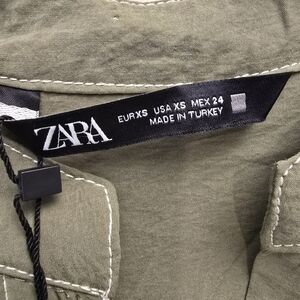 ZARA
EUR XS USA XS MEX 24
MADE IN TURKEY